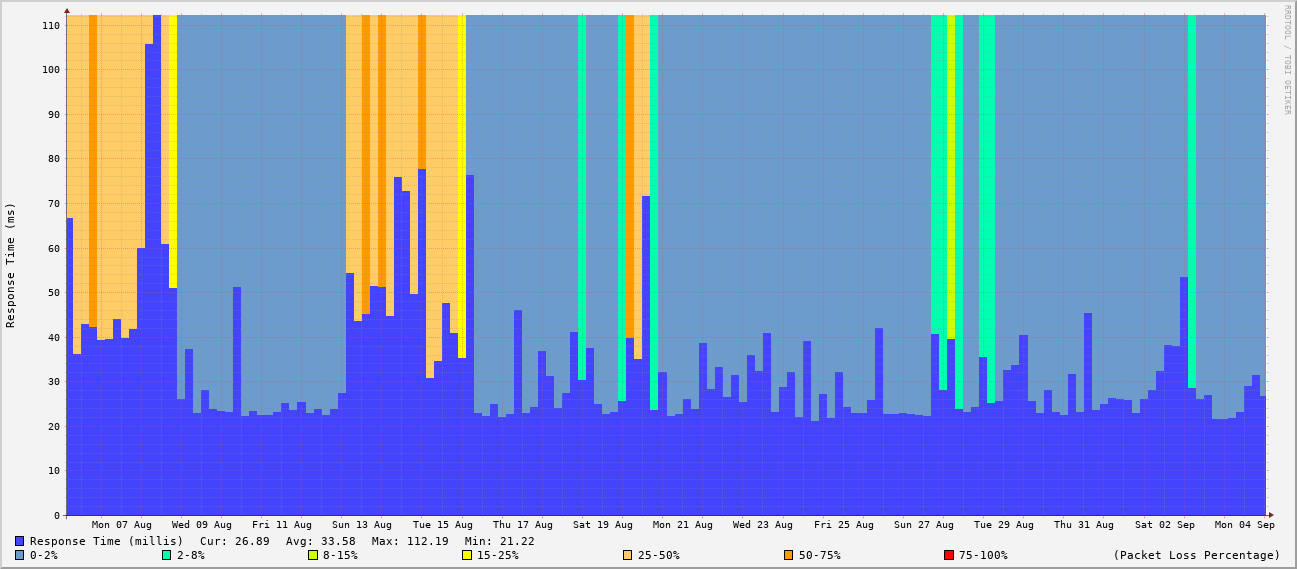 RRDTOOL / TOBI OETIKER
Response Time (ms)
110
100
90
80
70
60
50
40
30
20
10
0
Mon 07 Aug Wed 09 Aug Fri 11 Aug Sun 13 Aug Tue 15 Aug Thu 17 Aug Sat 19 Aug Mon 21 Aug Wed 23 Aug Fri 25 Aug Sun 27 Aug Tue 29 Aug Thu 31 Aug Sat 02 Sep Mon 04 Sep
Response Time (millis) Cur: 26.89 Avg: 33.58 Max: 112.19 Min: 21.22
0-2% 2-8% 8-15% 15-25% 25-50% 50-75% 75-100% (Packet Loss Percentage)